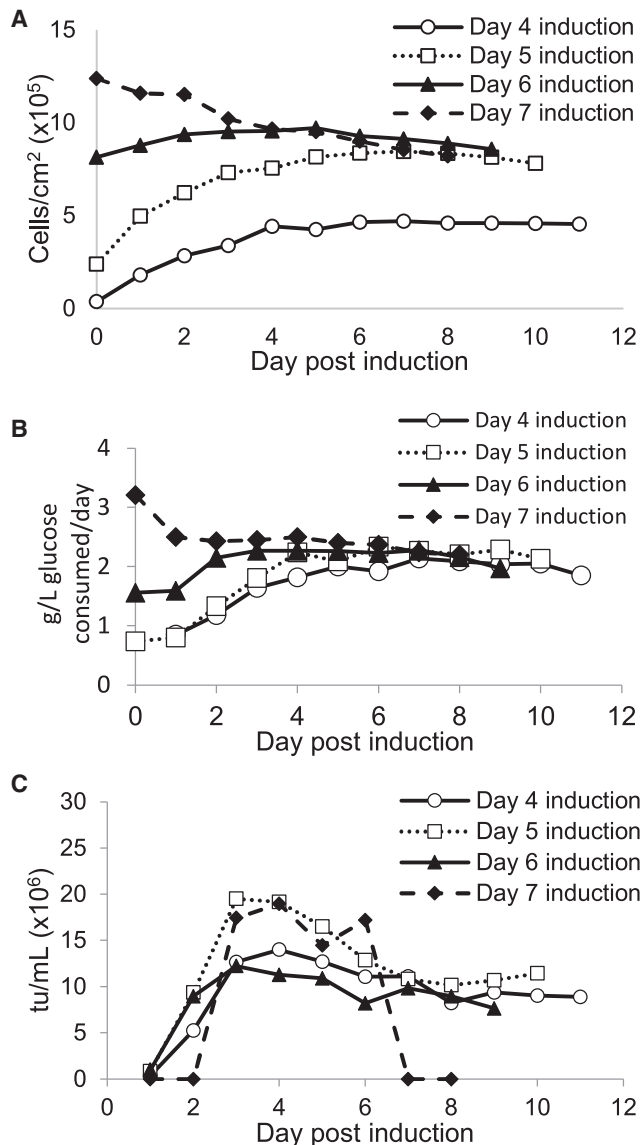 A
15
10
5
0
Cells/cm² (x10⁵)
Day 4 induction
Day 5 induction
Day 6 induction
Day 7 induction
0 2 4 6 8 10 12
Day post induction
B
4
3
2
1
0
g/L glucose
consumed/day
Day 4 induction
Day 5 induction
Day 6 induction
Day 7 induction
0 2 4 6 8 10 12
Day post induction
C
30
25
20
15
10
5
0
tu/mL (x10⁶)
Day 4 induction
Day 5 induction
Day 6 induction
Day 7 induction
0 2 4 6 8 10 12
Day post induction